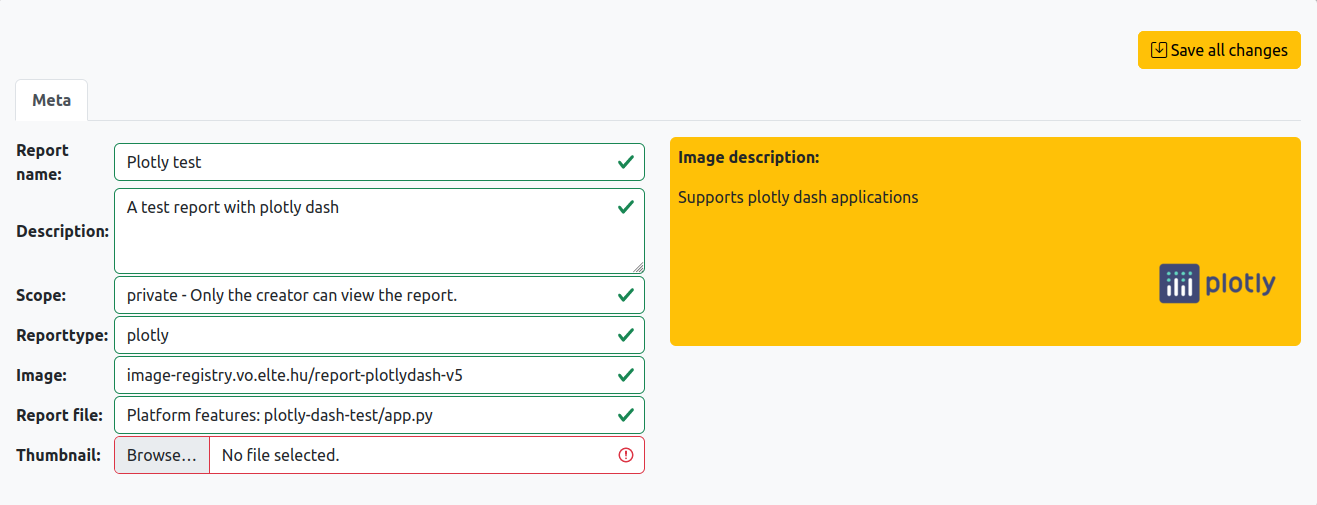 Save all changes
Meta
Report
name:
Plotly test
Description:
A test report with plotly dash
Scope:
private - Only the creator can view the report.
Reporttype:
plotly
Image:
image-registry.vo.elte.hu/report-plotlydash-v5
Report file:
Platform features: plotly-dash-test/app.py
Thumbnail:
Browse...
No file selected.
Image description:
Supports plotly dash applications
plotly